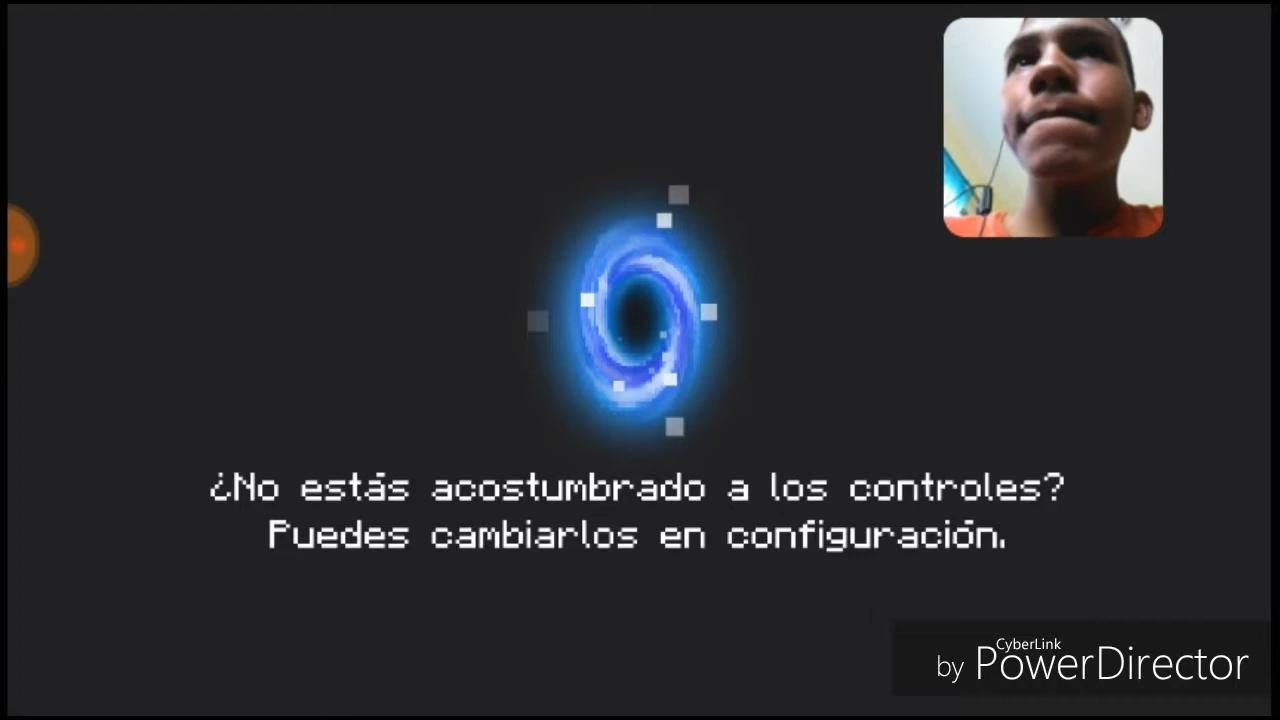 ¿No estás acostumbrado a los controles?
Puedes cambiarlos en configuración.
CyberLink
by PowerDirector